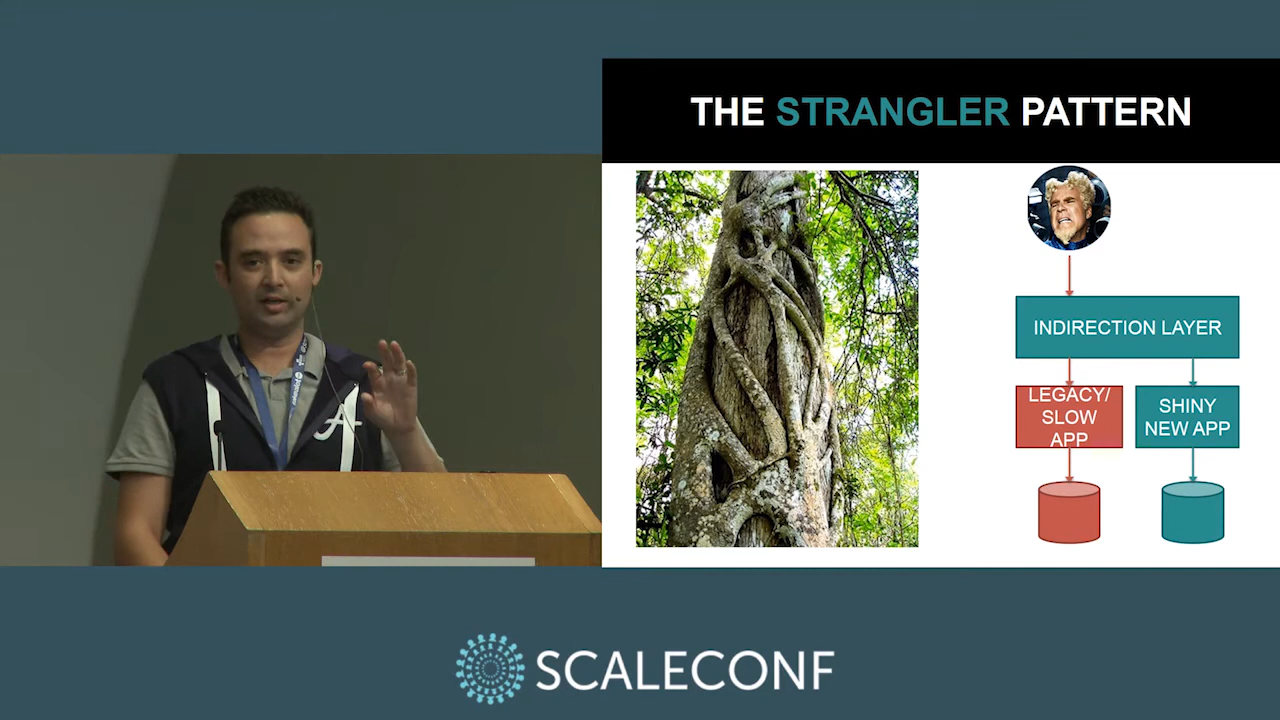 THE STRANGLER PATTERN
INDIRECTION LAYER
LEGACY/
SLOW
APP
SHINY
NEW APP
SCALECONF